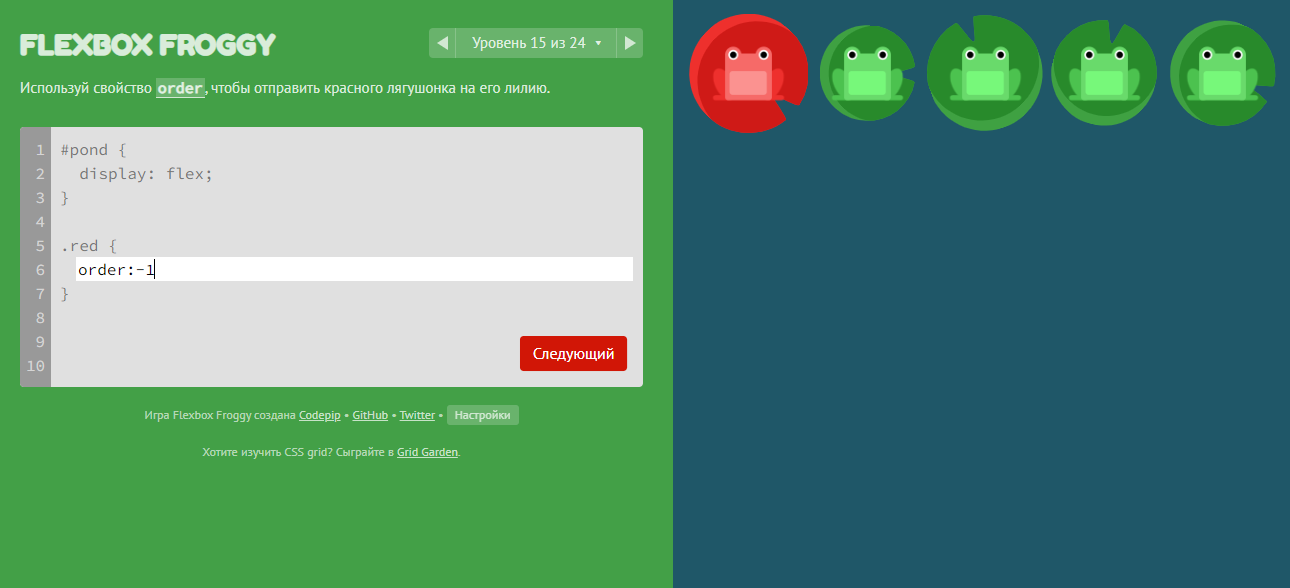 FLEXBOX FROGGY
Уровень 15 из 24
Используй свойство order, чтобы отправить красного лягушонка на его лилию.
1 #pond {
2 display: flex;
3 }
4
5 .red {
6 order:-1
7 }
8
9
10
Следующий
Игра Flexbox Froggy создана Codepip • GitHub • Twitter • Настройки
Хотите изучить CSS grid? Сыграйте в Grid Garden.